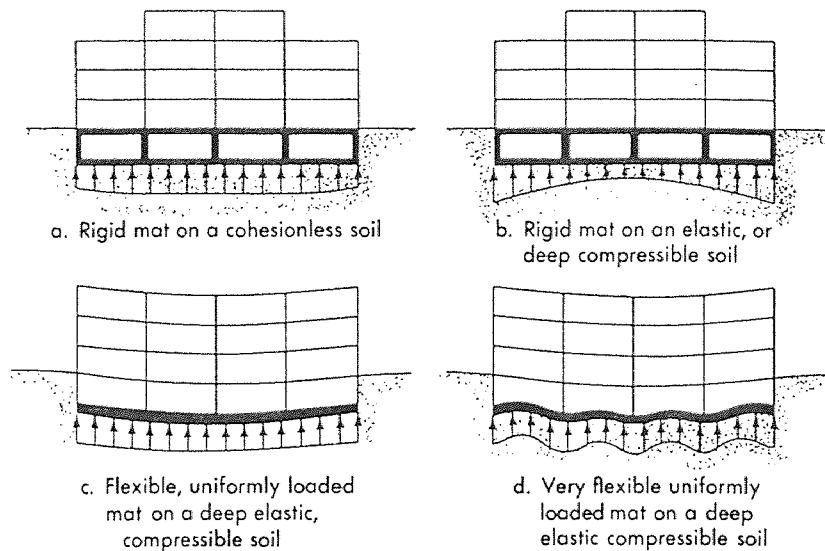 a. Rigid mat on a cohesionless soil
b. Rigid mat on an elastic, or
deep compressible soil
c. Flexible, uniformly loaded
mat on a deep elastic,
compressible soil
d. Very flexible uniformly
loaded mat on a deep
elastic compressible soil